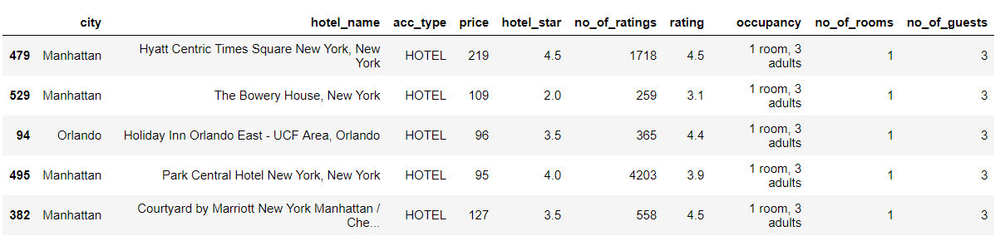 city hotel_name acc_type price hotel_star no_of_ratings rating occupancy no_of_rooms no_of_guests
479 Manhattan Hyatt Centric Times Square New York, New York HOTEL 219 4.5 1718 4.5 1 room, 3 adults 1 3
529 Manhattan The Bowery House, New York HOTEL 109 2.0 259 3.1 1 room, 3 adults 1 3
94 Orlando Holiday Inn Orlando East - UCF Area, Orlando HOTEL 96 3.5 365 4.4 1 room, 3 adults 1 3
495 Manhattan Park Central Hotel New York, New York HOTEL 95 4.0 4203 3.9 1 room, 3 adults 1 3
382 Manhattan Courtyard by Marriott New York Manhattan / Che... HOTEL 127 3.5 558 4.5 1 room, 3 adults 1 3